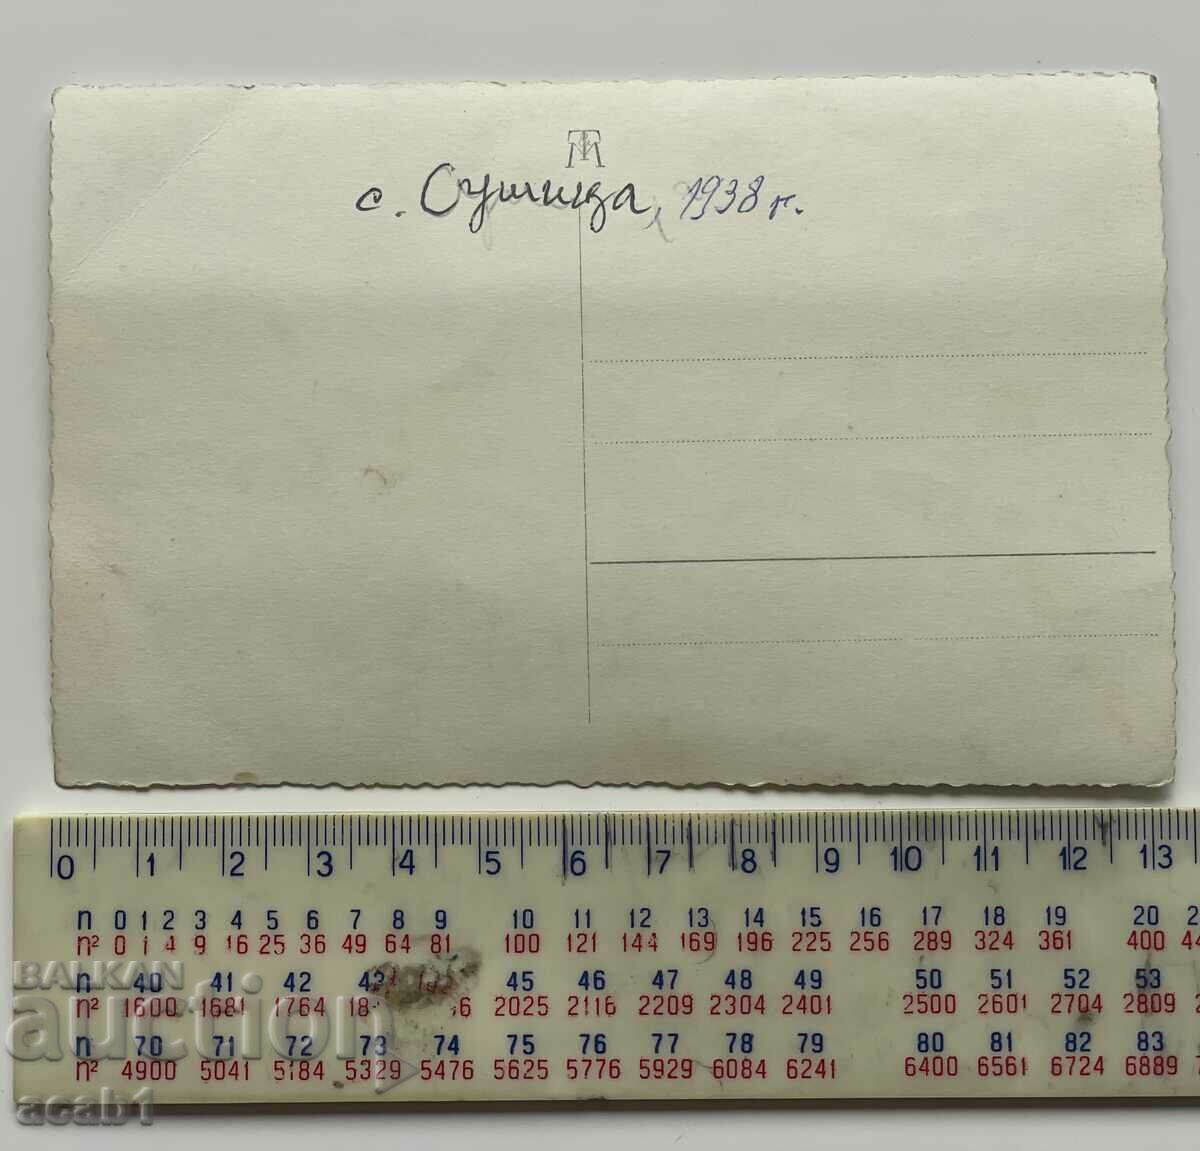 с. Сушица, 1938 г.
0 1 2 3 4 5 6 7 8 9 10 11 12 13
n 0 1 2 3 4 5 6 7 8 9 10 11 12 13 14 15 16 17 18 19 20
n² 0 1 4 9 16 25 36 49 64 81 100 121 144 169 196 225 256 289 324 361 400
n 40 41 42 43 45 46 47 48 49 50 51 52 53
n² 1600 1681 1764 2025 2116 2209 2304 2401 2500 2601 2704 2809
n 70 71 72 73 74 75 76 77 78 79 80 81 82 83
n² 4900 5041 5184 5329 5476 5625 5776 5929 6084 6241 6400 6561 6724 6889
BALKAN
auction
acab1